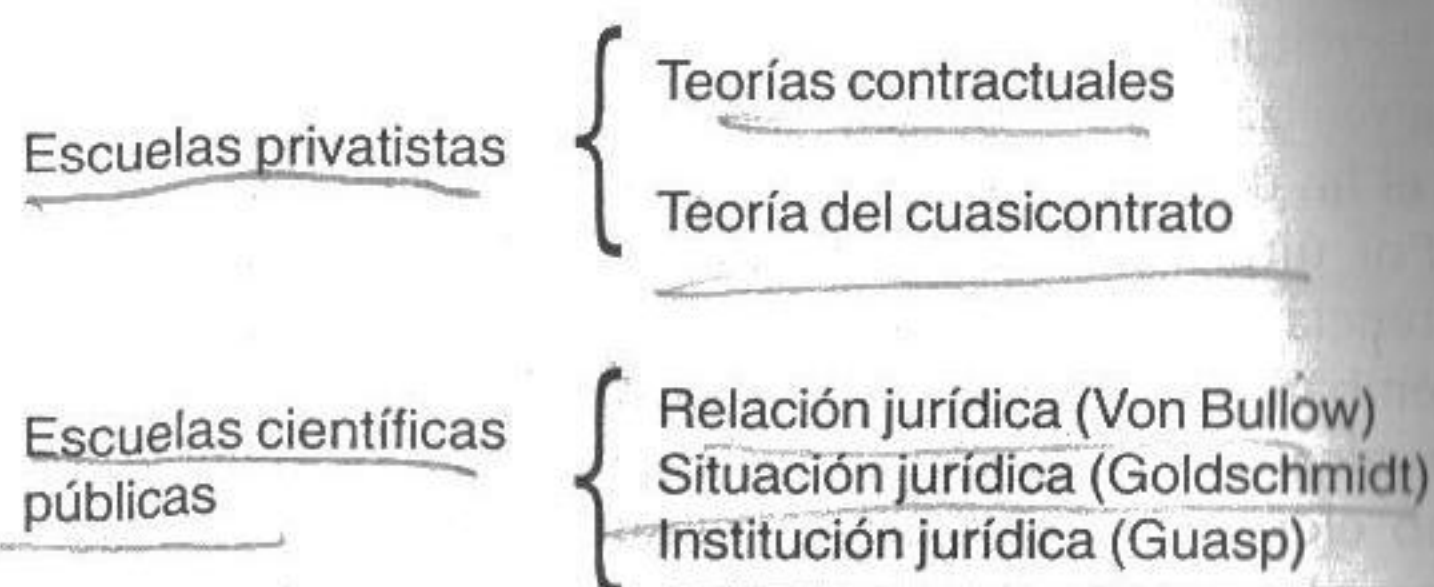 Escuelas privatistas
Teorías contractuales
Teoría del cuasicontrato
Escuelas científicas
públicas
Relación jurídica (Von Bullow)
Situación jurídica (Goldschmidt)
Institución jurídica (Guasp)